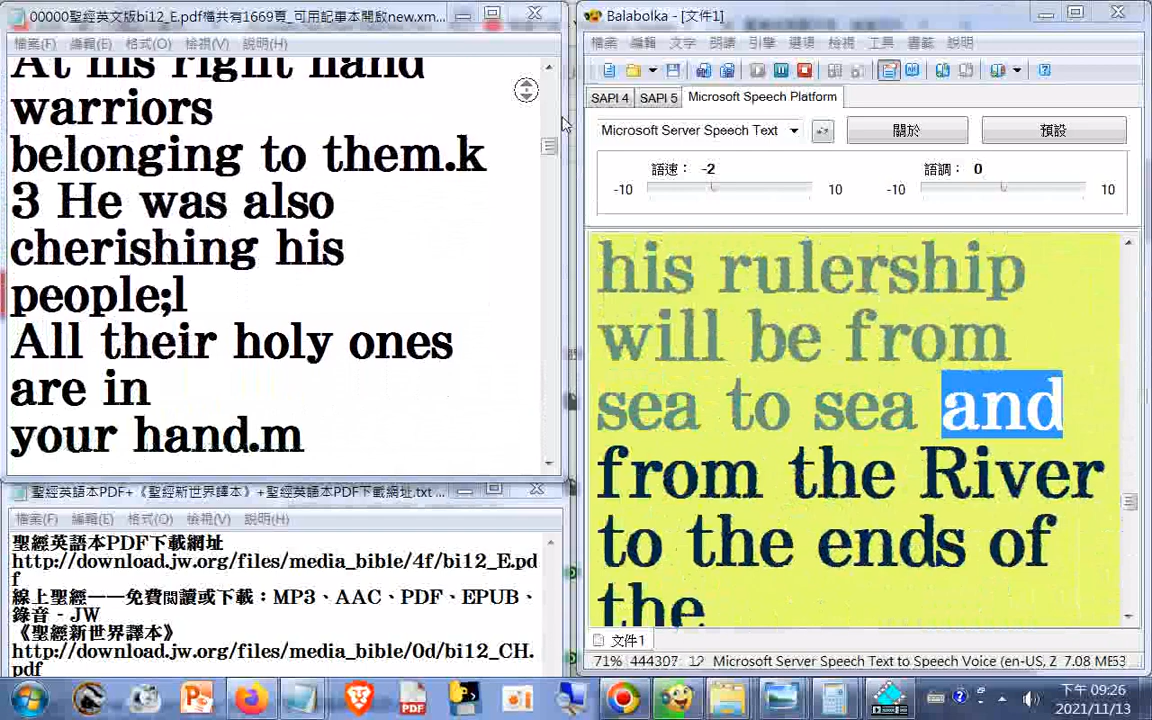 00000聖經英文版bi12_E.pdf檔共有1669頁_可用記事本開啟new.xm...
檔案(F) 編輯(E) 格式(O) 檢視(V) 說明(H)
At his right hand
warriors
belonging to them.k
3 He was also
cherishing his
people;l
All their holy ones
are in
your hand.m
聖經英語本PDF+《聖經新世界譯本》+聖經英語本PDF下載網址.txt ...
檔案(F) 編輯(E) 格式(O) 檢視(V) 說明(H)
聖經英語本PDF下載網址
http://download.jw.org/files/media_bible/4f/bi12_E.pd
f
線上聖經——免費閱讀或下載：MP3、AAC、PDF、EPUB、
錄音 - JW
《聖經新世界譯本》
http://download.jw.org/files/media_bible/0d/bi12_CH.
pdf
Balabolka - [文件1]
檔案 編輯 文字 朗讀 引擎 選項 檢視 工具 書籤 說明
SAPI 4 SAPI 5 Microsoft Speech Platform
Microsoft Server Speech Text 關於 預設
語速： -2 語調： 0
-10 10 -10 10
his rulership
will be from
sea to sea and
from the River
to the ends of
the
文件1
71% 444307: 12 Microsoft Server Speech Text to Speech Voice (en-US, Z 7.08 ME53
下午 09:26
2021/11/13